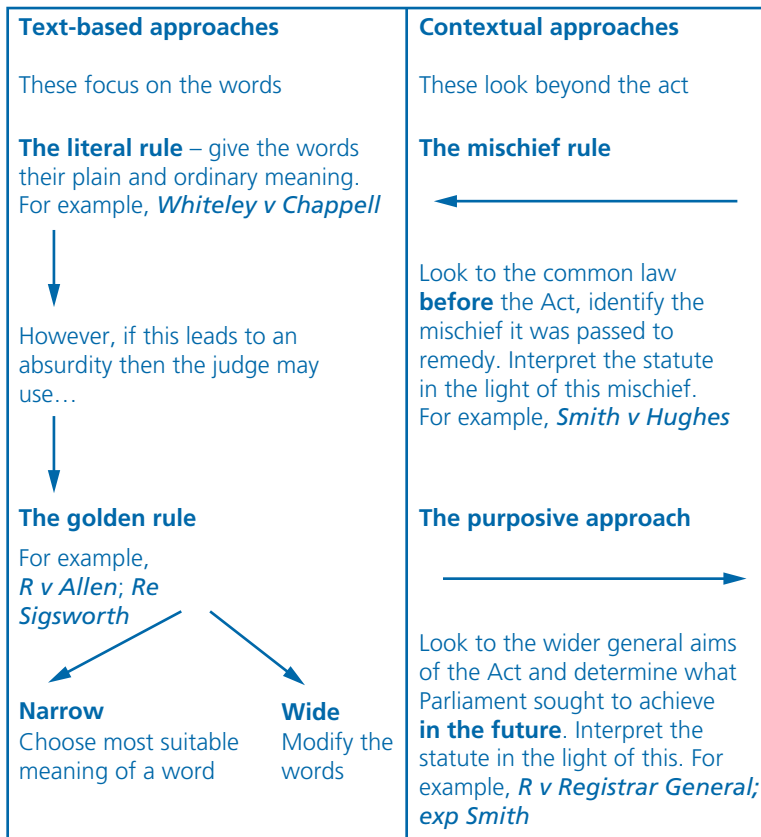 Text-based approaches
These focus on the words
The literal rule – give the words
their plain and ordinary meaning.
For example, Whiteley v Chappell
However, if this leads to an
absurdity then the judge may
use…
The golden rule
For example,
R v Allen; Re
Sigsworth
Narrow
Choose most suitable
meaning of a word
Wide
Modify the
words
Contextual approaches
These look beyond the act
The mischief rule
Look to the common law
before the Act, identify the
mischief it was passed to
remedy. Interpret the statute
in the light of this mischief.
For example, Smith v Hughes
The purposive approach
Look to the wider general aims
of the Act and determine what
Parliament sought to achieve
in the future. Interpret the
statute in the light of this. For
example, R v Registrar General;
exp Smith